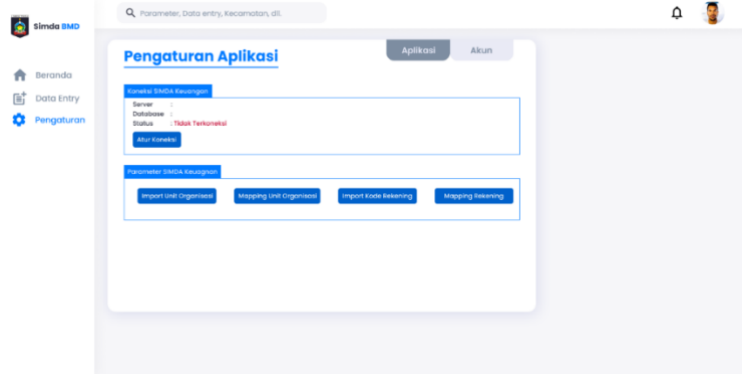 Parameter, Data entry, Kecamatan, dll.
Simda BMD
Beranda
Data Entry
Pengaturan
Pengaturan Aplikasi
Aplikasi
Akun
Koneksi SIMDA Keuangan
Server :
Database :
Status : Tidak Terkoneksi
Atur Koneksi
Parameter SIMDA Keuagnan
Import Unit Organisasi
Mapping Unit Organisasi
Import Kode Rekening
Mapping Rekening